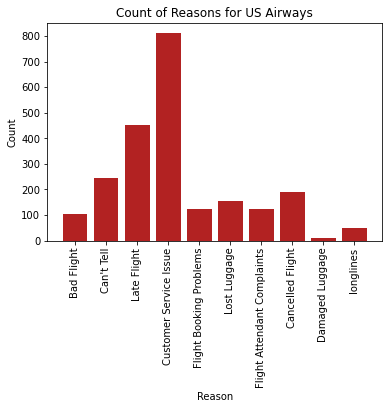 Count of Reasons for US Airways
Count
800
700
600
500
400
300
200
100
0
Bad Flight
Can't Tell
Late Flight
Customer Service Issue
Flight Booking Problems
Lost Luggage
Flight Attendant Complaints
Cancelled Flight
Damaged Luggage
longlines
Reason